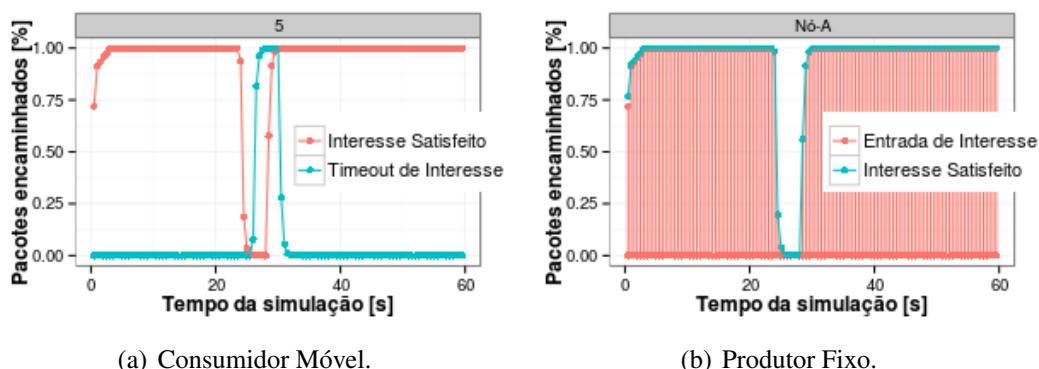 5
Pacotes encaminhados [%]
1.00
0.75
0.50
0.25
0.00
Interesse Satisfeito
Timeout de Interesse
0
20
40
60
Tempo da simulação [s]
(a) Consumidor Móvel.
Nó-A
Pacotes encaminhados [%]
1.00
0.75
0.50
0.25
0.00
Entrada de Interesse
Interesse Satisfeito
0
20
40
60
Tempo da simulação [s]
(b) Produtor Fixo.